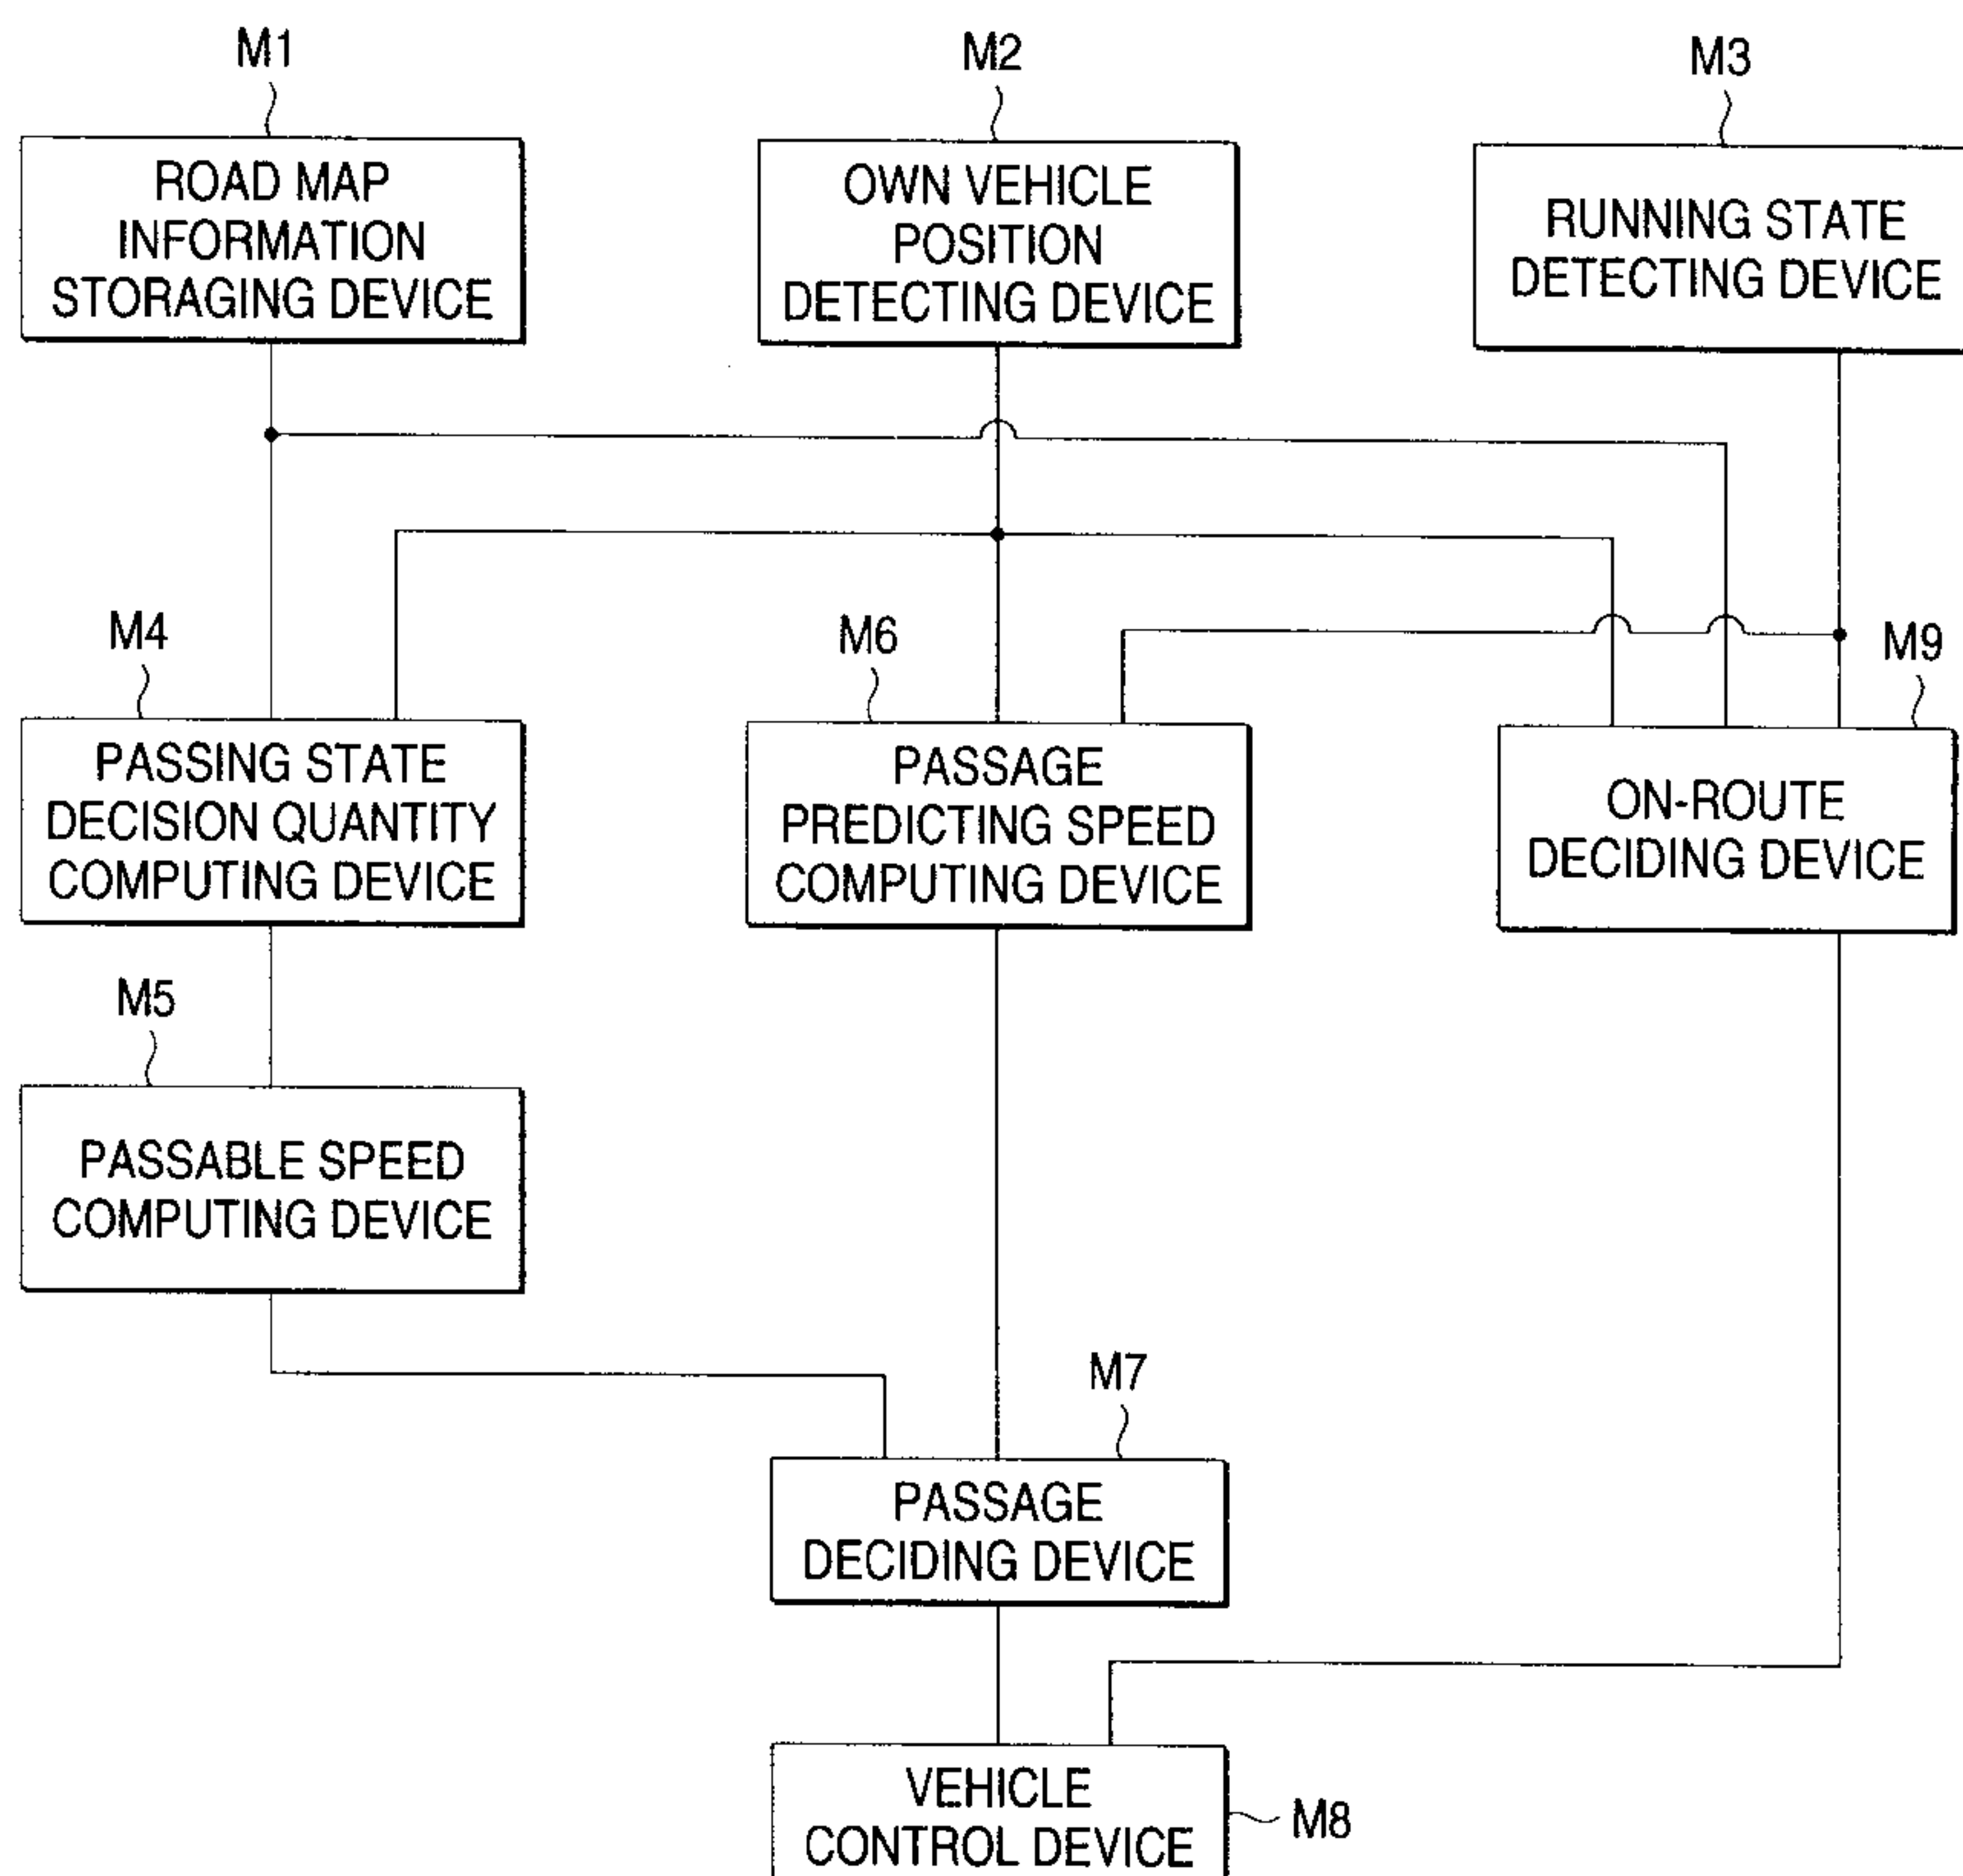 M1
M2
M3
ROAD MAP
INFORMATION
STORAGING DEVICE
OWN VEHICLE
POSITION
DETECTING DEVICE
RUNNING STATE
DETECTING DEVICE
M4
M6
M9
PASSING STATE
DECISION QUANTITY
COMPUTING DEVICE
PASSAGE
PREDICTING SPEED
COMPUTING DEVICE
ON-ROUTE
DECIDING DEVICE
M5
PASSABLE SPEED
COMPUTING DEVICE
M7
PASSAGE
DECIDING DEVICE
VEHICLE
CONTROL DEVICE
M8